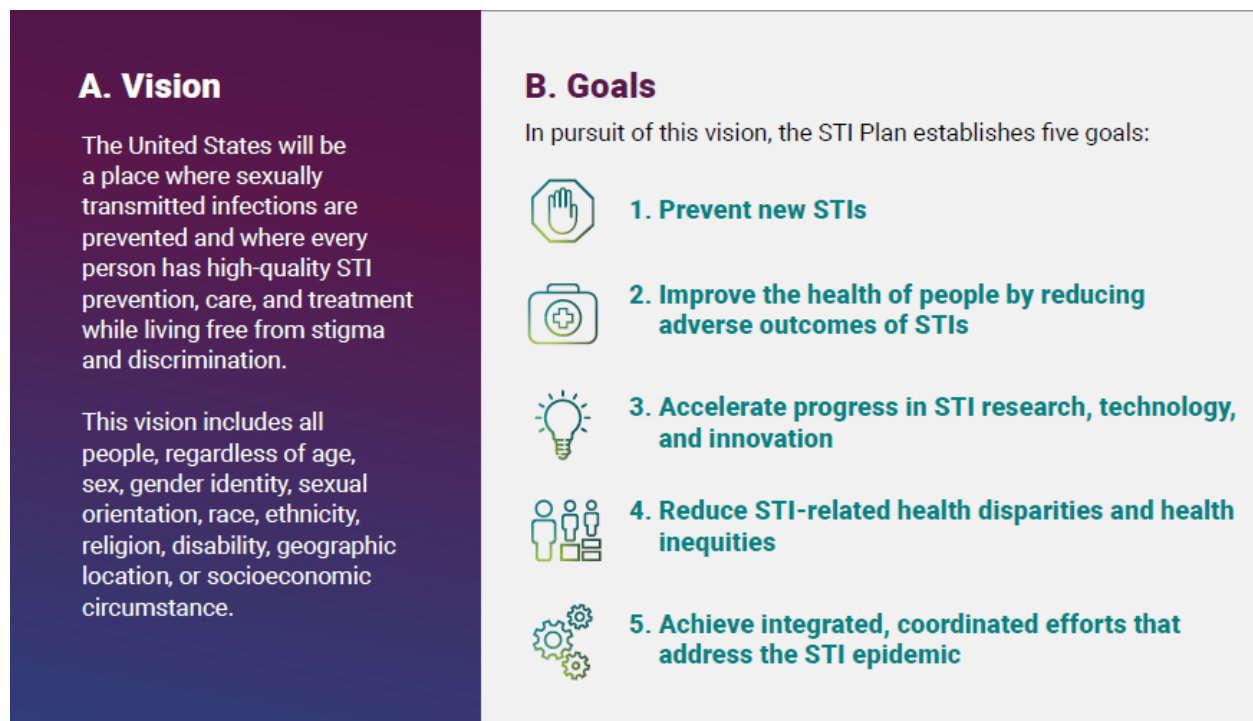 A. Vision
The United States will be
a place where sexually
transmitted infections are
prevented and where every
person has high-quality STI
prevention, care, and treatment
while living free from stigma
and discrimination.
This vision includes all
people, regardless of age,
sex, gender identity, sexual
orientation, race, ethnicity,
religion, disability, geographic
location, or socioeconomic
circumstance.
B. Goals
In pursuit of this vision, the STI Plan establishes five goals:
1. Prevent new STIs
2. Improve the health of people by reducing
adverse outcomes of STIs
3. Accelerate progress in STI research, technology,
and innovation
4. Reduce STI-related health disparities and health
inequities
5. Achieve integrated, coordinated efforts that
address the STI epidemic